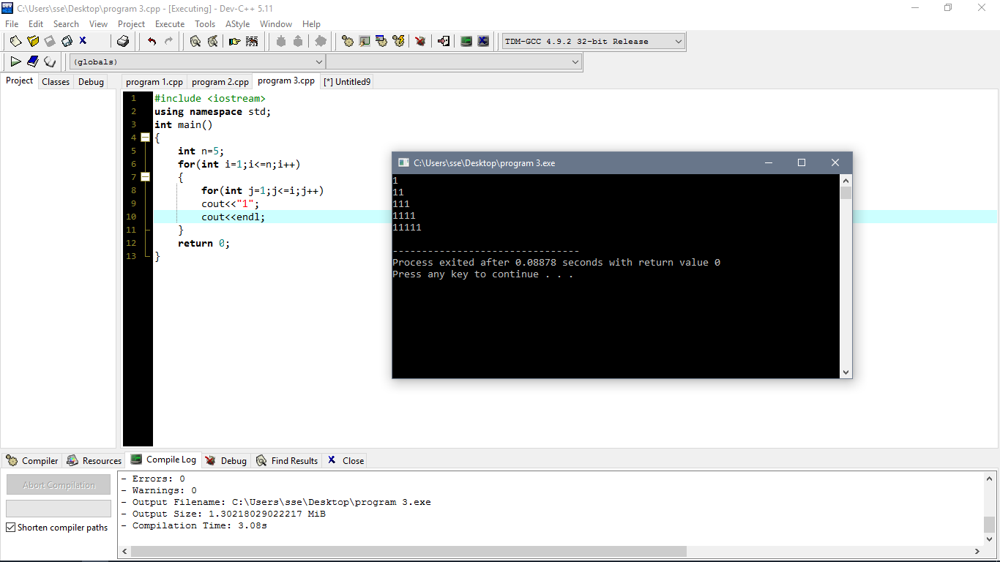 C:\Users\sse\Desktop\program 3.cpp - [Executing] - Dev-C++ 5.11
File Edit Search View Project Execute Tools AStyle Window Help
TDM-GCC 4.9.2 32-bit Release
(globals)
Project Classes Debug
program 1.cpp program 2.cpp program 3.cpp [*] Untitled9
1 #include <iostream>
2 using namespace std;
3 int main()
4 {
5 int n=5;
6 for(int i=1;i<=n;i++)
7 {
8 for(int j=1;j<=i;j++)
9 cout<<"1";
10 cout<<endl;
11 }
12 return 0;
13 }
C:\Users\sse\Desktop\program 3.exe
1
11
111
1111
11111
--------------------------------
Process exited after 0.08878 seconds with return value 0
Press any key to continue . . .
Compiler Resources Compile Log Debug Find Results Close
Abort Compilation
Shorten compiler paths
- Errors: 0
- Warnings: 0
- Output Filename: C:\Users\sse\Desktop\program 3.exe
- Output Size: 1.30218029022217 MiB
- Compilation Time: 3.08s